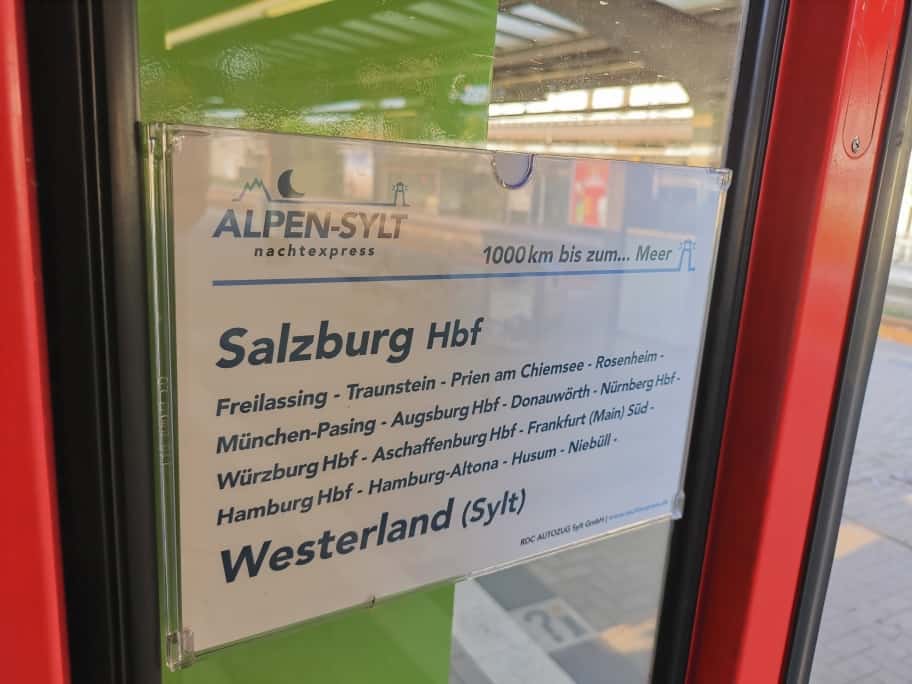 ALPEN-SYLT
nachtexpress
1000 km bis zum... Meer
Salzburg Hbf
Freilassing - Traunstein - Prien am Chiemsee - Rosenheim -
München-Pasing - Augsburg Hbf - Donauwörth - Nürnberg Hbf -
Würzburg Hbf - Aschaffenburg Hbf - Frankfurt (Main) Süd -
Hamburg Hbf - Hamburg-Altona - Husum - Niebüll -
Westerland (Sylt)
RDC AUTOZUG Sylt GmbH |